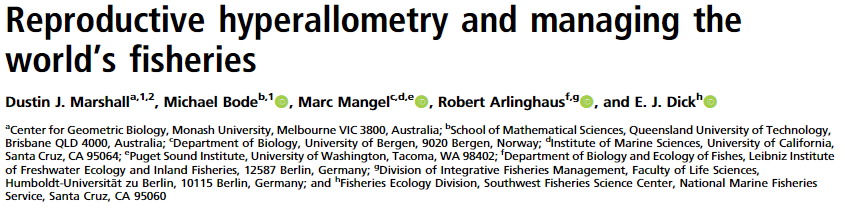 Reproductive hyperallometry and managing the
world's fisheries
Dustin J. Marshallᵃ,¹,², Michael Bodeᵇ,¹, Marc Mangelᶜ,ᵈ,ᵉ, Robert Arlinghausᶠ,ᵍ, and E. J. Dickʰ
ᵃCenter for Geometric Biology, Monash University, Melbourne VIC 3800, Australia; ᵇSchool of Mathematical Sciences, Queensland University of Technology,
Brisbane QLD 4000, Australia; ᶜDepartment of Biology, University of Bergen, 9020 Bergen, Norway; ᵈInstitute of Marine Sciences, University of California,
Santa Cruz, CA 95064; ᵉPuget Sound Institute, University of Washington, Tacoma, WA 98402; ᶠDepartment of Biology and Ecology of Fishes, Leibniz Institute
of Freshwater Ecology and Inland Fisheries, 12587 Berlin, Germany; ᵍDivision of Integrative Fisheries Management, Faculty of Life Sciences,
Humboldt-Universität zu Berlin, 10115 Berlin, Germany; and ʰFisheries Ecology Division, Southwest Fisheries Science Center, National Marine Fisheries
Service, Santa Cruz, CA 95060